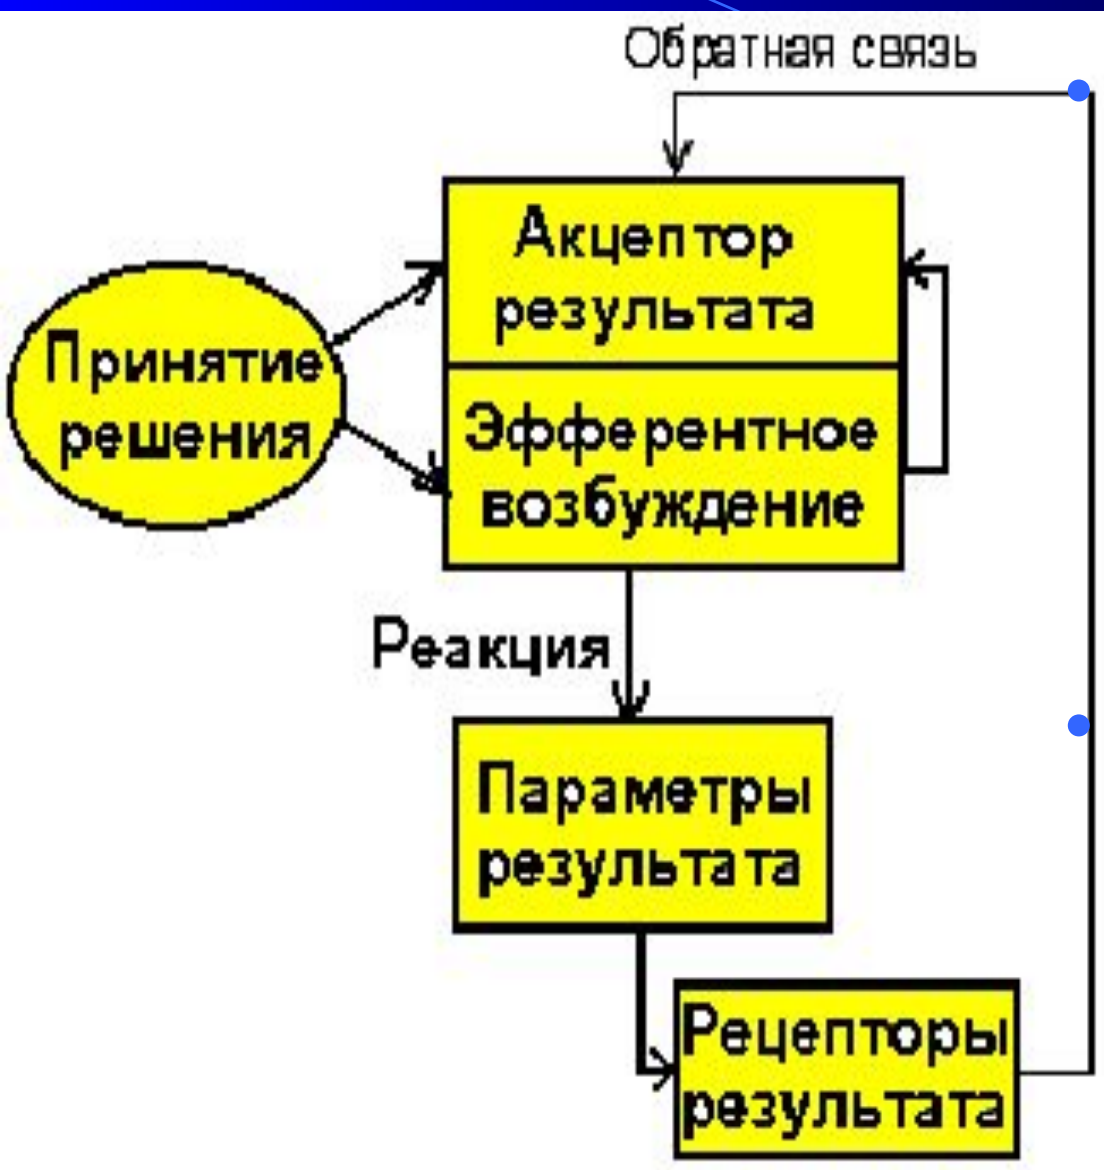 Обратная связь
Акцептор
результата
Принятие
решения
Эфферентное
возбуждение
Реакция
Параметры
результата
Рецепторы
результата